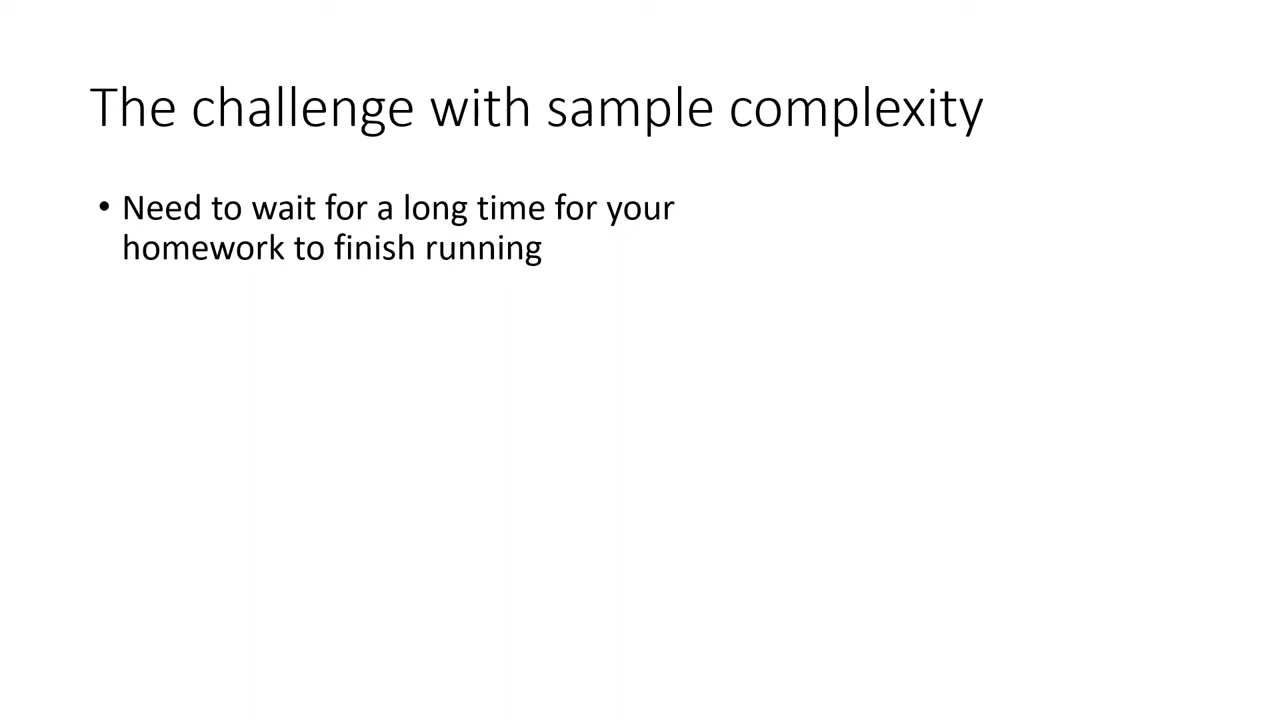 The challenge with sample complexity
• Need to wait for a long time for your
homework to finish running